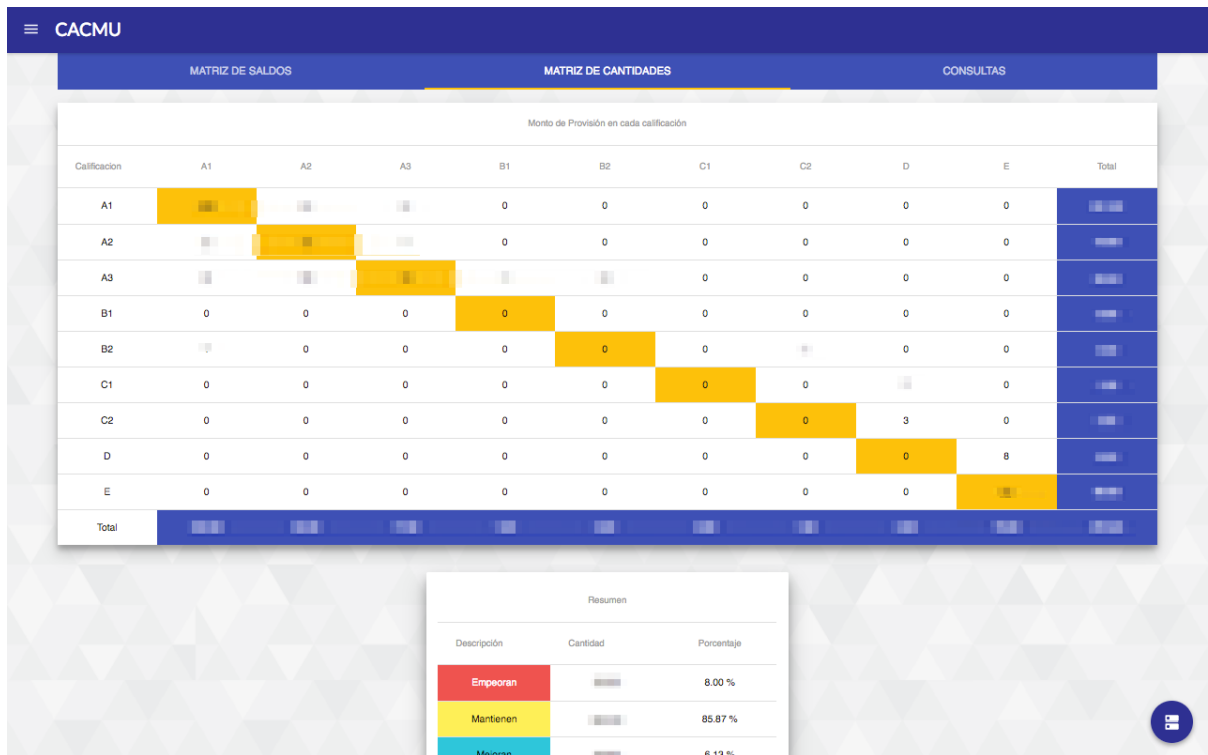 CACMU
MATRIZ DE SALDOS MATRIZ DE CANTIDADES CONSULTAS
Monto de Provisión en cada calificación
Calificacion A1 A2 A3 B1 B2 C1 C2 D E Total
A1 0 0 0 0 0 0
A2 0 0 0 0 0 0
A3 0 0 0 0
B1 0 0 0 0 0 0 0 0 0
B2 0 0 0 0 0 0 0
C1 0 0 0 0 0 0 0 0
C2 0 0 0 0 0 0 0 3 0
D 0 0 0 0 0 0 0 0 8
E 0 0 0 0 0 0 0 0
Total
Resumen
Descripción Cantidad Porcentaje
Empeoran 8.00 %
Mantienen 85.87 %
Mejoran 6.13 %